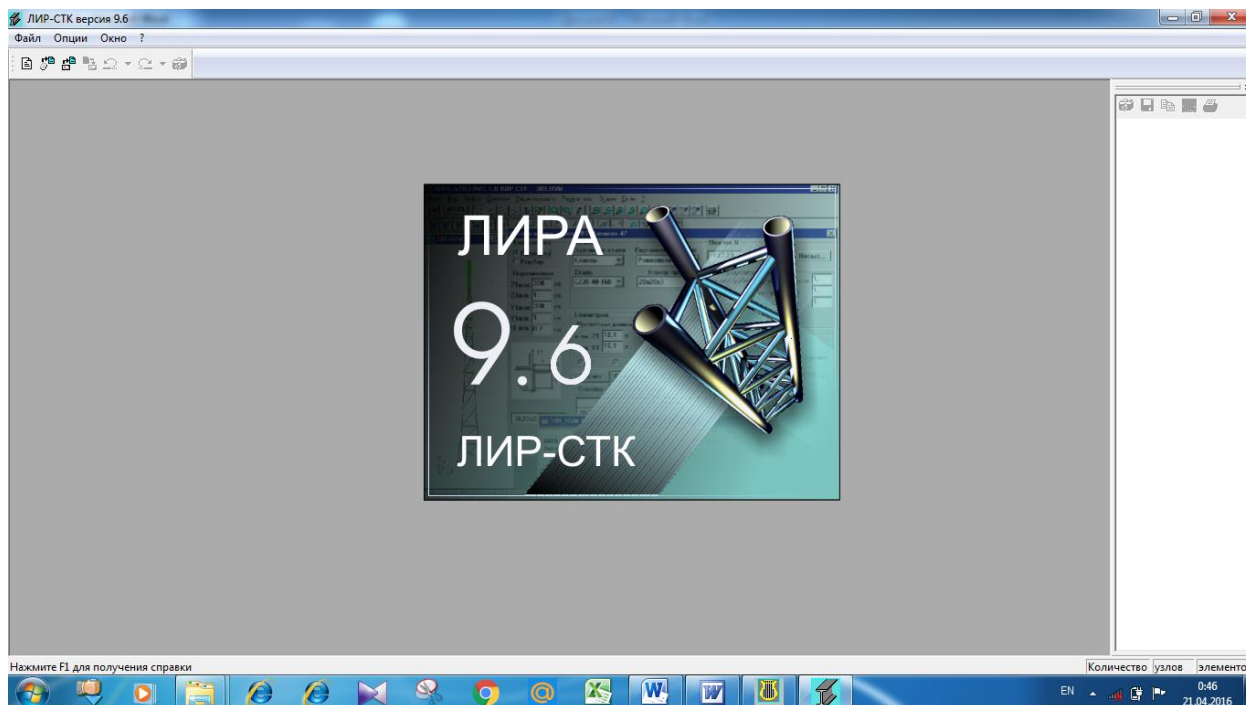 ЛИР-СТК версия 9.6
Файл Опции Окно ?
ЛИРА
9.6
ЛИР-СТК
Нажмите F1 для получения справки
Количество узлов элементо
EN
0:46
21.04.2016